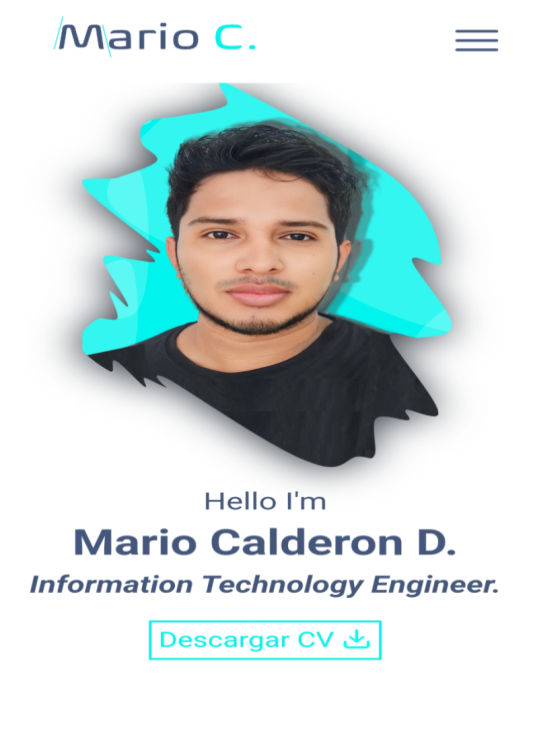 Mario C.
Hello I'm
Mario Calderon D.
Information Technology Engineer.
Descargar CV